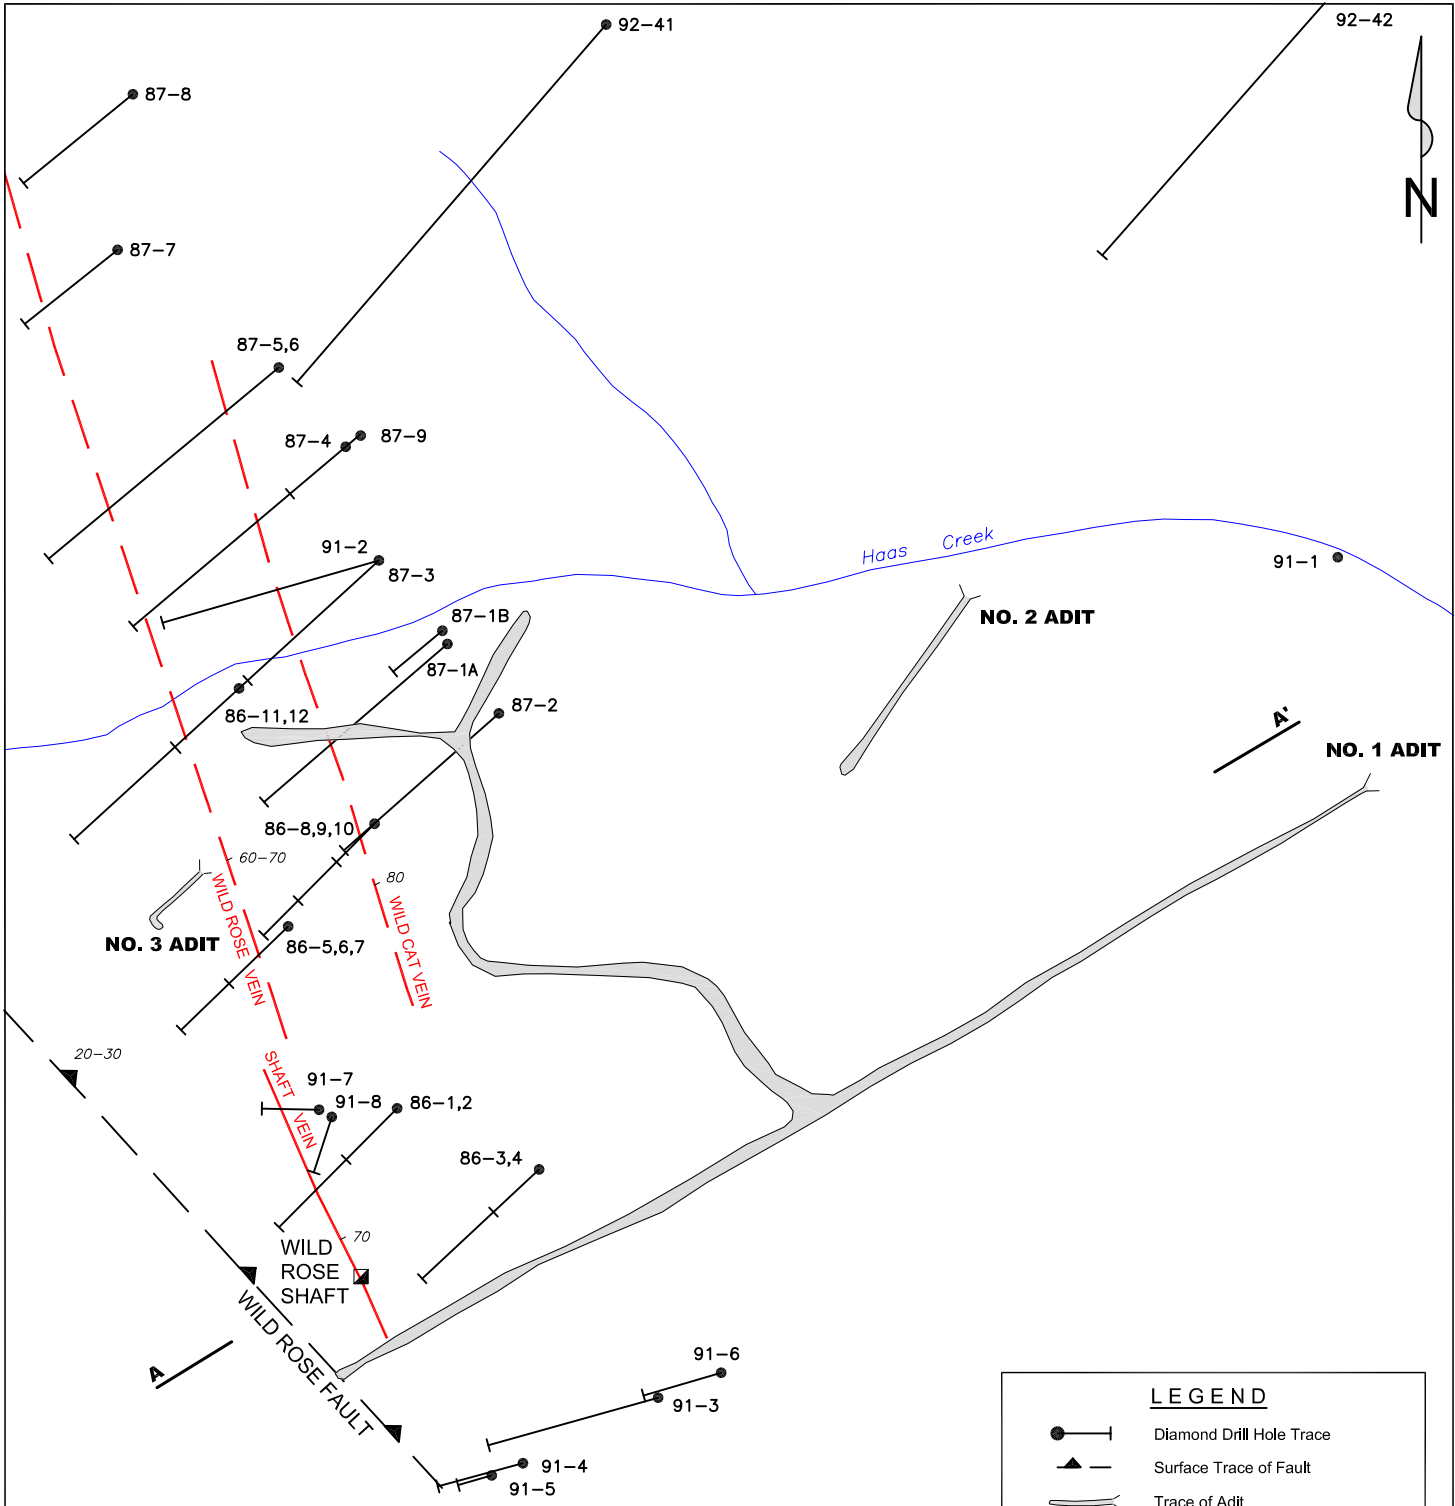 92-41
92-42
87-8
N
87-7
87-5,6
87-4
87-9
91-2
87-3
Haas Creek
91-1
87-1B
NO. 2 ADIT
87-1A
86-11,12
87-2
A'
NO. 1 ADIT
86-8,9,10
60-70
80
WILD ROSE VEIN
WILD CAT VEIN
NO. 3 ADIT
86-5,6,7
20-30
SHAFT VEIN
91-7
91-8
86-1,2
86-3,4
70
WILD
ROSE
SHAFT
WILD ROSE FAULT
A
91-6
91-3
91-4
91-5
LEGEND
Diamond Drill Hole Trace
Surface Trace of Fault
Trace of Adit